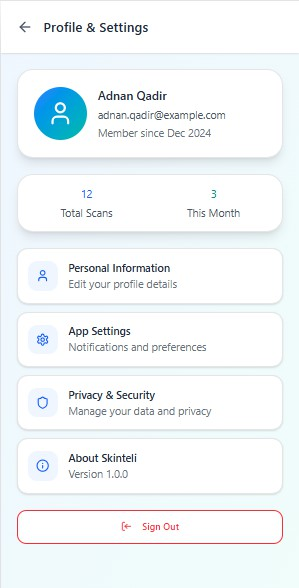 Profile & Settings
Adnan Qadir
adnan.qadir@example.com
Member since Dec 2024
12
3
Total Scans
This Month
Personal Information
Edit your profile details
App Settings
Notifications and preferences
Privacy & Security
Manage your data and privacy
About Skinteli
Version 1.0.0
Sign Out